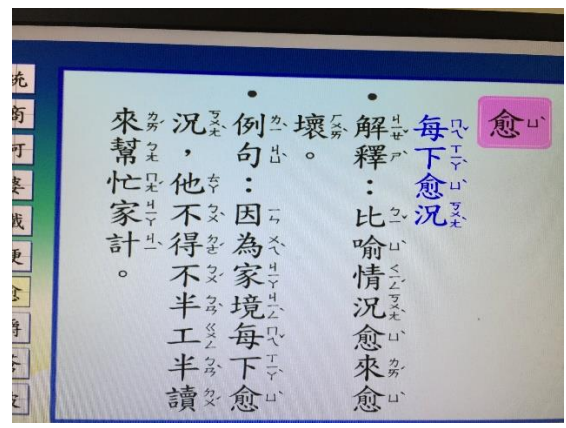 愈ㄩˋ
每下愈況
解釋：比喻情況愈來愈
壞。
例句：因為家境每下愈
況，他不得不半工半讀
來幫忙家計。